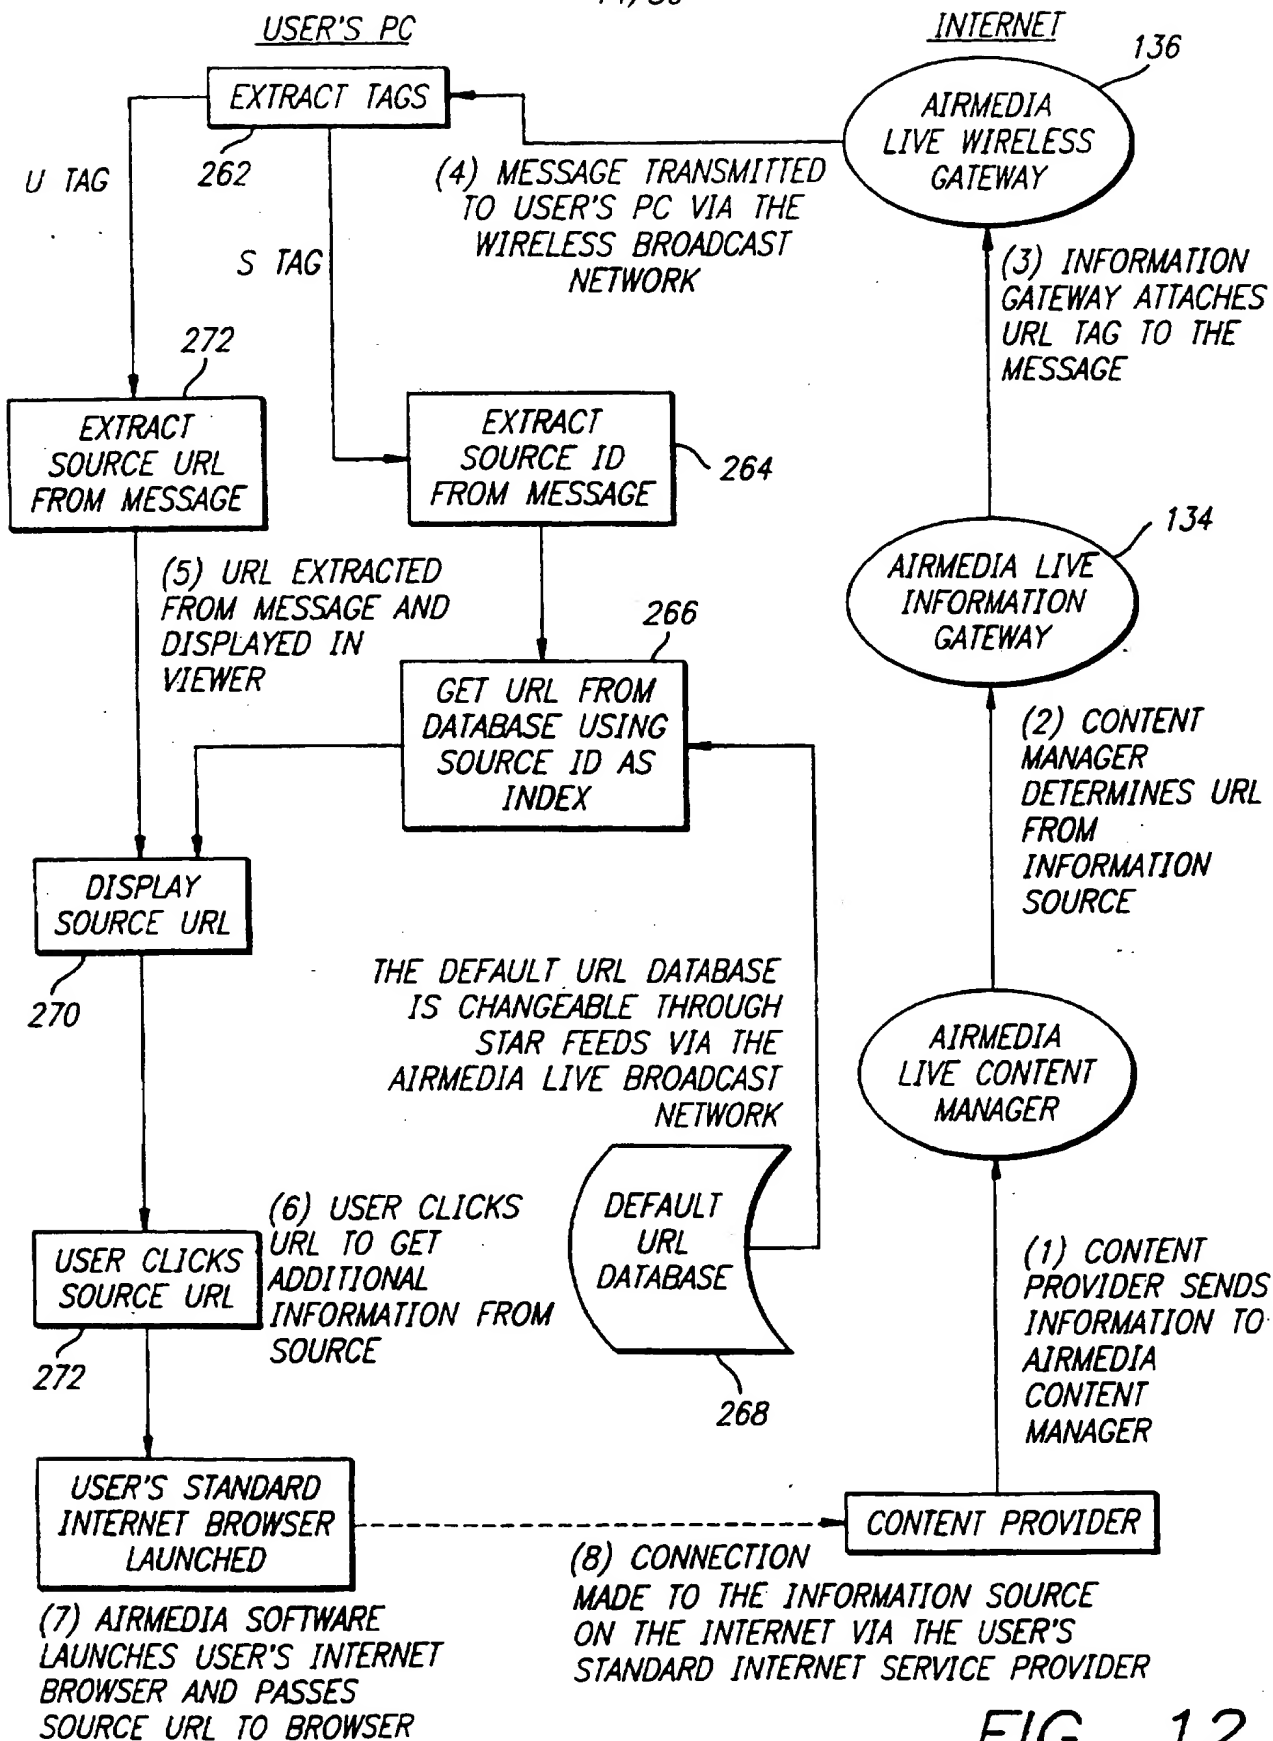 USER'S PC
INTERNET
136
EXTRACT TAGS
262
AIRMEDIA
LIVE WIRELESS
GATEWAY
U TAG
S TAG
(4) MESSAGE TRANSMITTED
TO USER'S PC VIA THE
WIRELESS BROADCAST
NETWORK
(3) INFORMATION
GATEWAY ATTACHES
URL TAG TO THE
MESSAGE
272
EXTRACT
SOURCE URL
FROM MESSAGE
EXTRACT
SOURCE ID
FROM MESSAGE
264
134
AIRMEDIA LIVE
INFORMATION
GATEWAY
(5) URL EXTRACTED
FROM MESSAGE AND
DISPLAYED IN
VIEWER
266
GET URL FROM
DATABASE USING
SOURCE ID AS
INDEX
(2) CONTENT
MANAGER
DETERMINES URL
FROM
INFORMATION
SOURCE
DISPLAY
SOURCE URL
270
THE DEFAULT URL DATABASE
IS CHANGEABLE THROUGH
STAR FEEDS VIA THE
AIRMEDIA LIVE BROADCAST
NETWORK
AIRMEDIA
LIVE CONTENT
MANAGER
DEFAULT
URL
DATABASE
268
USER CLICKS
SOURCE URL
272
(6) USER CLICKS
URL TO GET
ADDITIONAL
INFORMATION FROM
SOURCE
(1) CONTENT
PROVIDER SENDS
INFORMATION TO
AIRMEDIA
CONTENT
MANAGER
USER'S STANDARD
INTERNET BROWSER
LAUNCHED
CONTENT PROVIDER
(7) AIRMEDIA SOFTWARE
LAUNCHES USER'S INTERNET
BROWSER AND PASSES
SOURCE URL TO BROWSER
(8) CONNECTION
MADE TO THE INFORMATION SOURCE
ON THE INTERNET VIA THE USER'S
STANDARD INTERNET SERVICE PROVIDER
FIG. 12